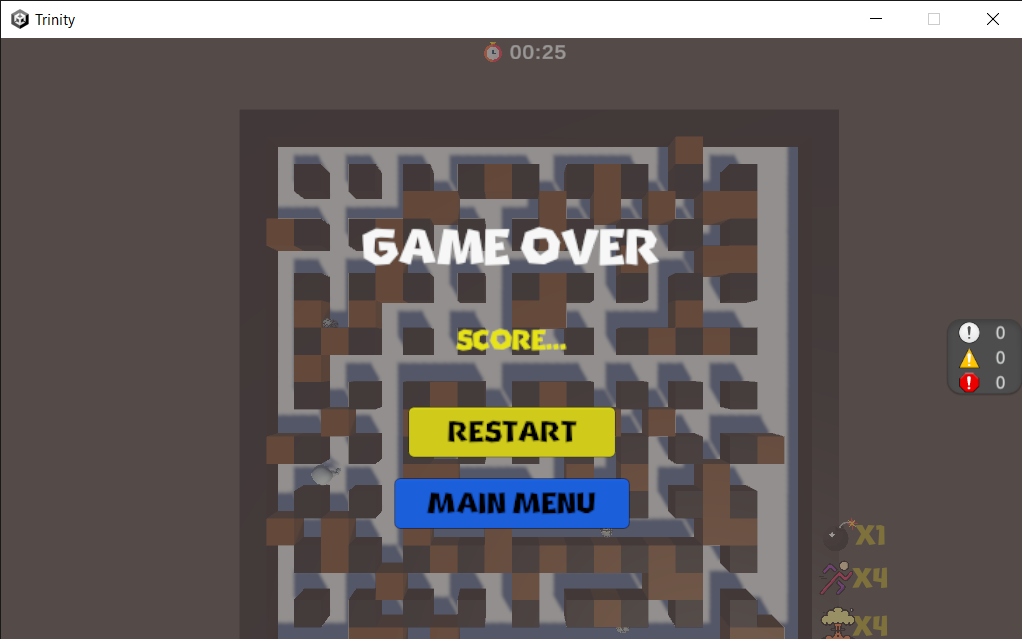 Trinity
00:25
GAME OVER
SCORE...
0
0
0
RESTART
MAIN MENU
X1
X4
X4